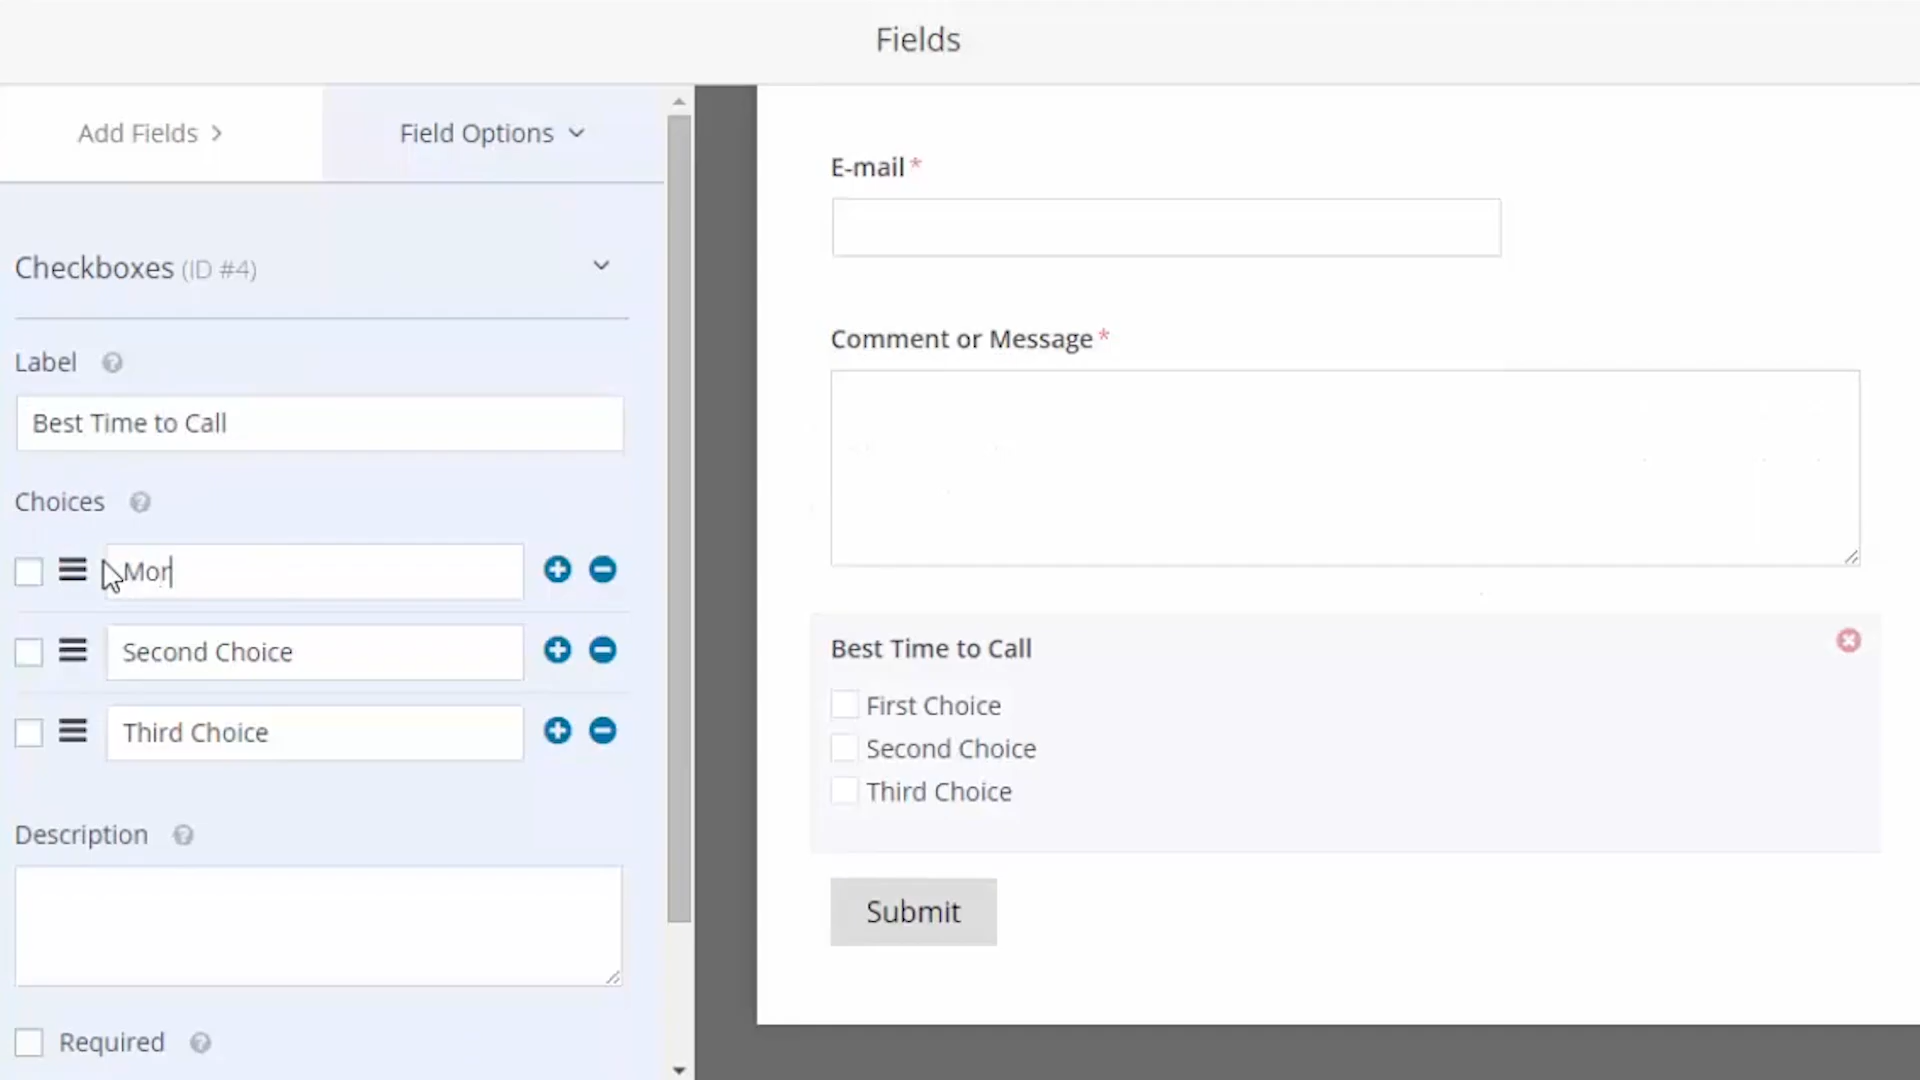 Fields
Add Fields
Field Options
Checkboxes (ID #4)
Label
Best Time to Call
Choices
Mor
Second Choice
Third Choice
Description
Required
E-mail *
Comment or Message *
Best Time to Call
First Choice
Second Choice
Third Choice
Submit